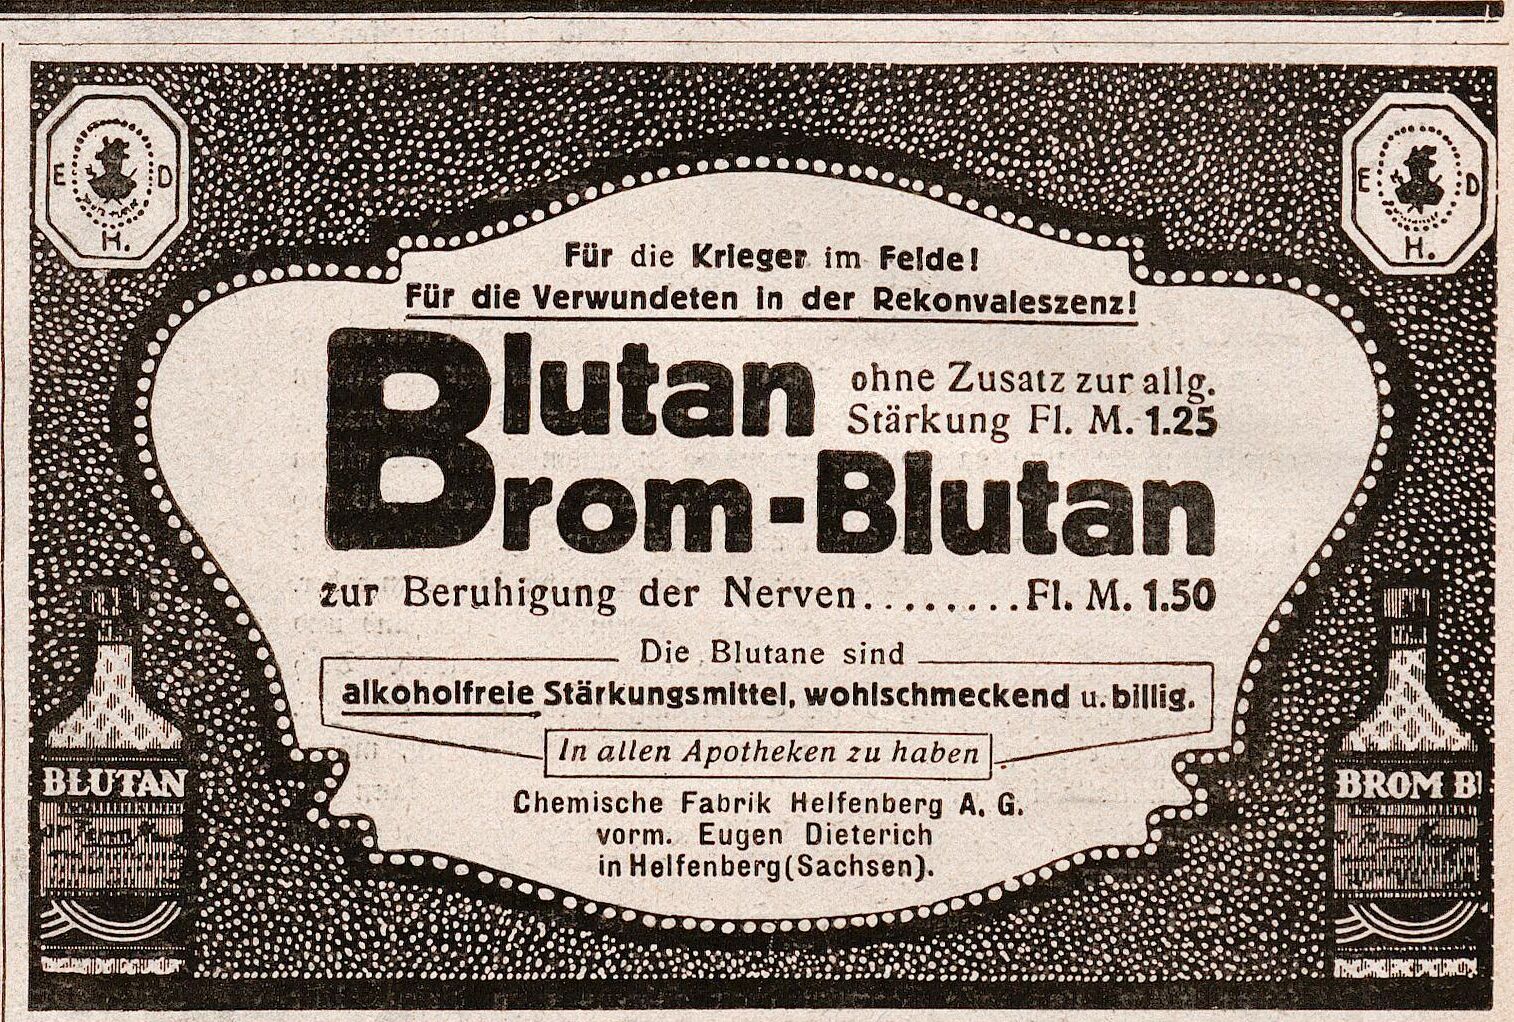 E D
H.
E D
H.
Für die Krieger im Felde!
Für die Verwundeten in der Rekonvaleszenz!
Blutan ohne Zusatz zur allg.
Stärkung Fl. M. 1.25
Brom-Blutan
zur Beruhigung der Nerven........Fl. M. 1.50
Die Blutane sind
alkoholfreie Stärkungsmittel, wohlschmeckend u. billig.
In allen Apotheken zu haben
Chemische Fabrik Helfenberg A. G.
vorm. Eugen Dieterich
in Helfenberg (Sachsen).
BLUTAN
BROM BL